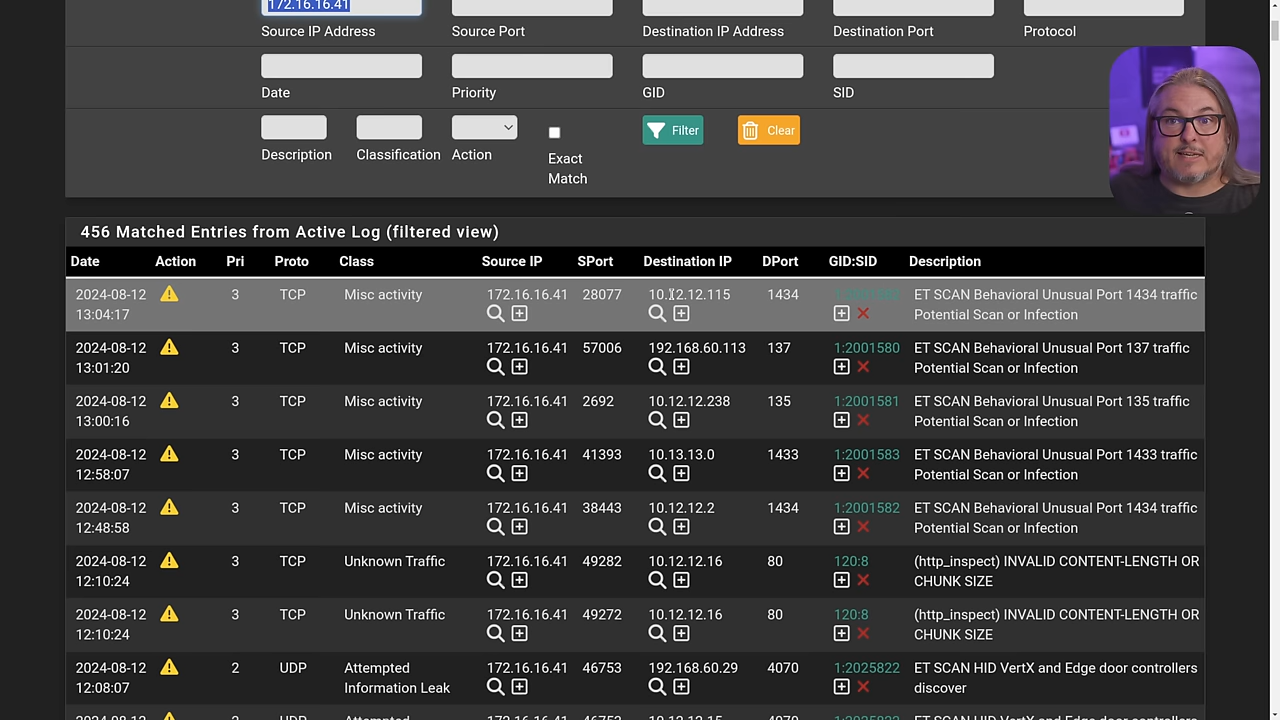 172.16.16.41
Source IP Address Source Port Destination IP Address Destination Port Protocol
Date Priority GID SID
Filter Clear
Description Classification Action Exact Match
456 Matched Entries from Active Log (filtered view)
Date Action Pri Proto Class Source IP SPort Destination IP DPort GID:SID Description
2024-08-12 3 TCP Misc activity 172.16.16.41 28077 10.12.12.115 1434 ET SCAN Behavioral Unusual Port 1434 traffic
13:04:17 Potential Scan or Infection
2024-08-12 3 TCP Misc activity 172.16.16.41 57006 192.168.60.113 137 1:2001580 ET SCAN Behavioral Unusual Port 137 traffic
13:01:20 Potential Scan or Infection
2024-08-12 3 TCP Misc activity 172.16.16.41 2692 10.12.12.238 135 1:2001581 ET SCAN Behavioral Unusual Port 135 traffic
13:00:16 Potential Scan or Infection
2024-08-12 3 TCP Misc activity 172.16.16.41 41393 10.13.13.0 1433 1:2001583 ET SCAN Behavioral Unusual Port 1433 traffic
12:58:07 Potential Scan or Infection
2024-08-12 3 TCP Misc activity 172.16.16.41 38443 10.12.12.2 1434 1:2001582 ET SCAN Behavioral Unusual Port 1434 traffic
12:48:58 Potential Scan or Infection
2024-08-12 3 TCP Unknown Traffic 172.16.16.41 49282 10.12.12.16 80 120:8 (http_inspect) INVALID CONTENT-LENGTH OR
12:10:24 CHUNK SIZE
2024-08-12 3 TCP Unknown Traffic 172.16.16.41 49272 10.12.12.16 80 120:8 (http_inspect) INVALID CONTENT-LENGTH OR
12:10:24 CHUNK SIZE
2024-08-12 2 UDP Attempted 172.16.16.41 46753 192.168.60.29 4070 1:2025822 ET SCAN HID VertX and Edge door controllers
12:08:07 Information Leak discover